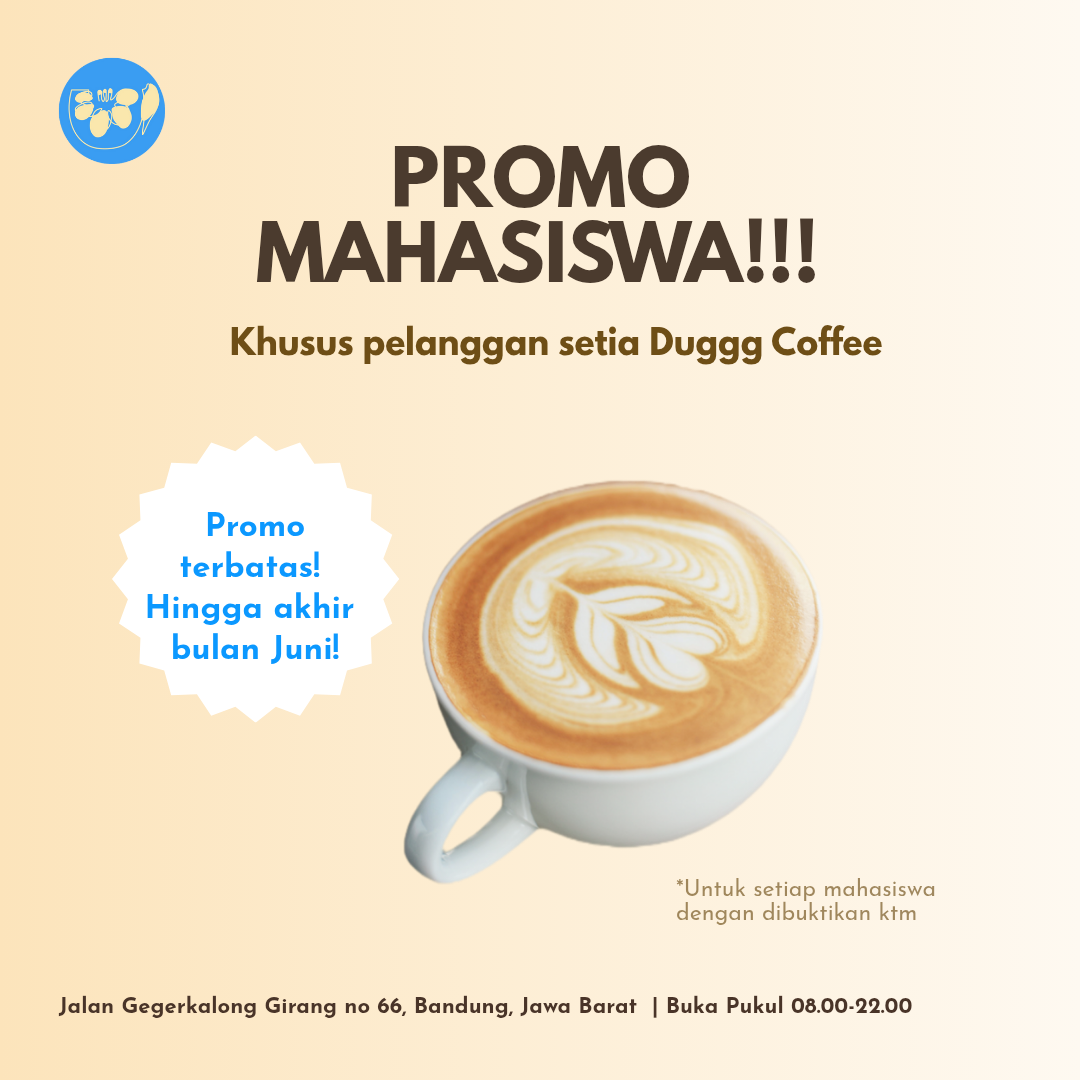 PROMO
MAHASISWA!!!
Khusus pelanggan setia Duggg Coffee
Promo
terbatas!
Hingga akhir
bulan Juni!
*Untuk setiap mahasiswa
dengan dibuktikan ktm
Jalan Gegerkalong Girang no 66, Bandung, Jawa Barat | Buka Pukul 08.00-22.00